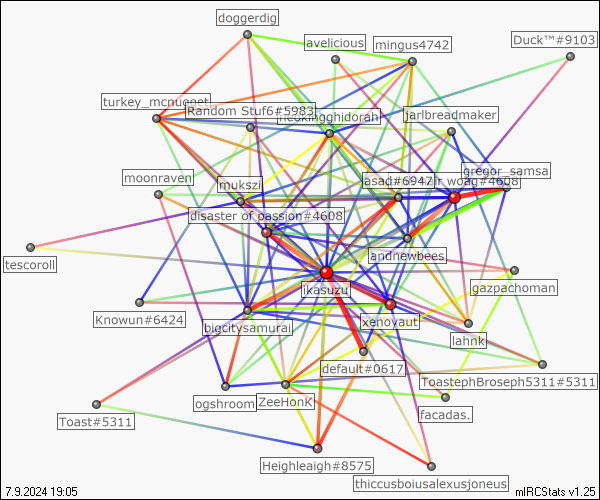 doggerdig
avelicious
mingus4742
Duck™#9103
turkey_mcnugget
Random Stuf6#5983
neokingghidorah
jarlbreadmaker
gregor_samsa
moonraven
mukszi
lasad#6947
woag#4608
disaster of passion#4608
andnewbees
tescoroll
ikasuzu
gazpachoman
Knowun#6424
bigcitysamurai
xenoyaut
lahnk
default#0617
ToastephBroseph5311#5311
ogshroom
ZeeHonK
facadas.
Toast#5311
Heighleaigh#8575
thiccusboiusalexusjoneus
7.9.2024 19:05
mIRCStats v1.25